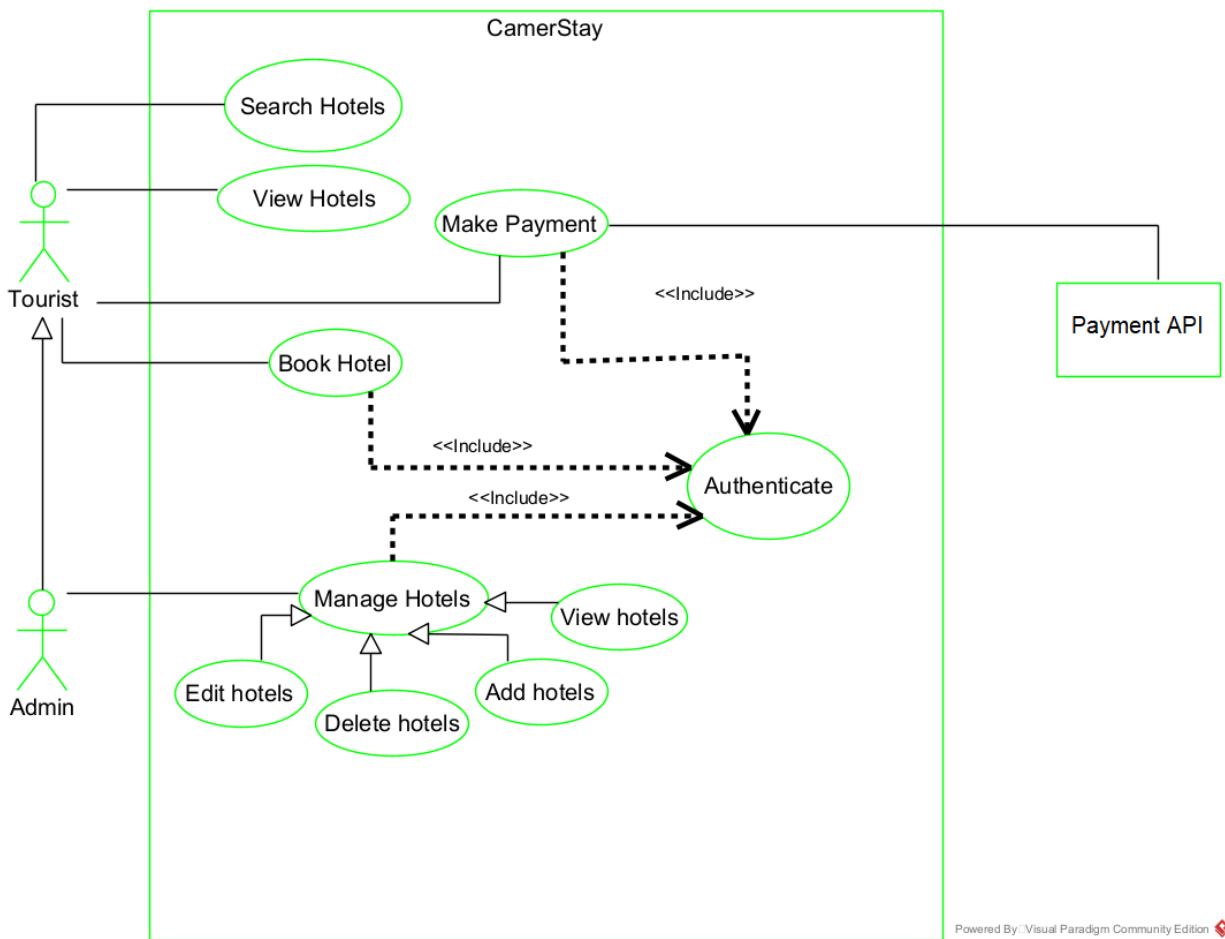 CamerStay
Search Hotels
View Hotels
Make Payment
<<Include>>
Tourist
Payment API
Book Hotel
<<Include>>
Authenticate
<<Include>>
Manage Hotels
View hotels
Edit hotels
Add hotels
Admin
Delete hotels
Powered By Visual Paradigm Community Edition